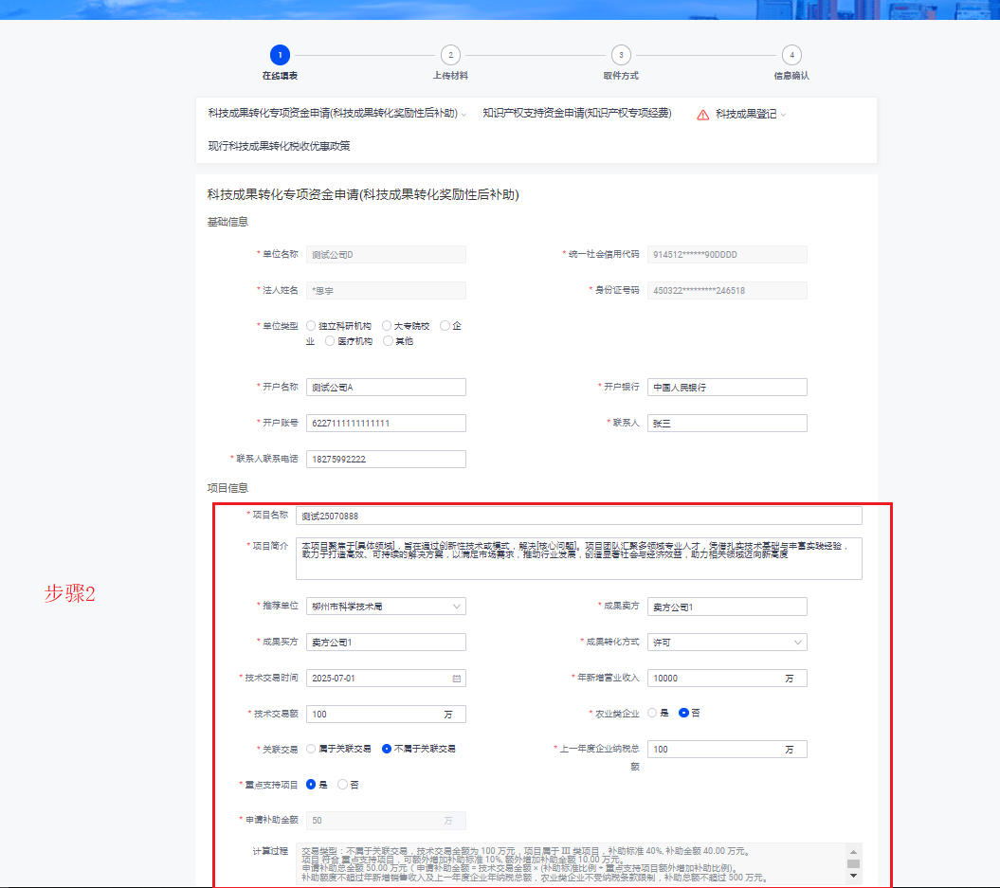 1 2 3 4
在线填表 上传材料 取件方式 信息确认
科技成果转化专项资金申请(科技成果转化奖励性后补助) 知识产权支持资金申请(知识产权专项经费) 科技成果登记
现行科技成果转化税收优惠政策
科技成果转化专项资金申请(科技成果转化奖励性后补助)
基础信息
* 单位名称 测试公司D * 统一社会信用代码 914512******90DDDD
* 法人姓名 *思宇 * 身份证号码 450322*********246518
* 单位类型 独立科研机构 大专院校 企
业 医疗机构 其他
* 开户名称 测试公司A * 开户银行 中国人民银行
* 开户账号 6227111111111111 * 联系人 张三
* 联系人联系电话 18275992222
项目信息
* 项目名称 测试25070888
* 项目简介 本项目聚焦于[具体领域]，旨在通过创新性技术或模式，解决[核心问题]。项目团队汇聚多领域专业人才，凭借扎实技术基础与丰富实践经验，
致力于打造高效、可持续的解决方案，以满足市场需求，推动行业发展，创造显著社会与经济效益，助力相关领域迈向新高度
步骤2
* 推荐单位 柳州市科学技术局 * 成果卖方 卖方公司1
* 成果买方 卖方公司1 * 成果转化方式 许可
* 技术交易时间 2025-07-01 * 年新增营业收入 10000 万
* 技术交易额 100 万 * 农业类企业 是 否
* 关联交易 属于关联交易 不属于关联交易 * 上一年度企业纳税总 100 万
额
* 重点支持项目 是 否
* 申请补助金额 50 万
计算过程 交易类型：不属于关联交易，技术交易金额为 100 万元，项目属于 III 类项目，补助标准 40%, 补助金额 40.00 万元。
项目 符合 重点支持项目，可额外增加补助标准 10%, 额外增加补助金额 10.00 万元。
申请补助总金额 50.00 万元（ 申请补助金额 = 技术交易金额 × (补助标准比例 + 重点支持项目额外增加补助比例)。
补助额度不超过年新增销售收入及上一年度企业年纳税总额，农业类企业不受纳税条款限制，补助总额不超过 500 万元。